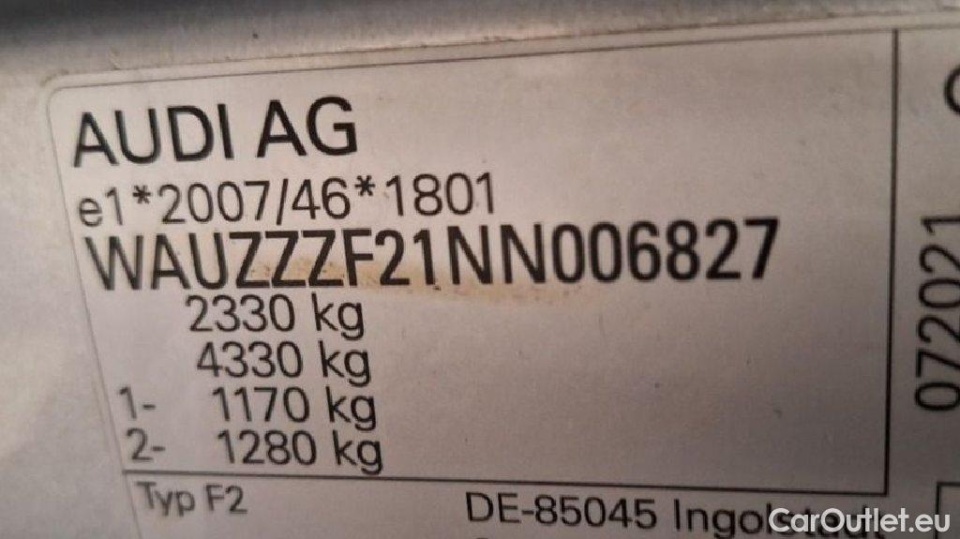 AUDI AG
e1*2007/46*1801
WAUZZZF21NN006827
2330 kg
4330 kg
1- 1170 kg
2- 1280 kg
Typ F2
DE-85045 Ingolstadt
072021
CarOutlet.eu